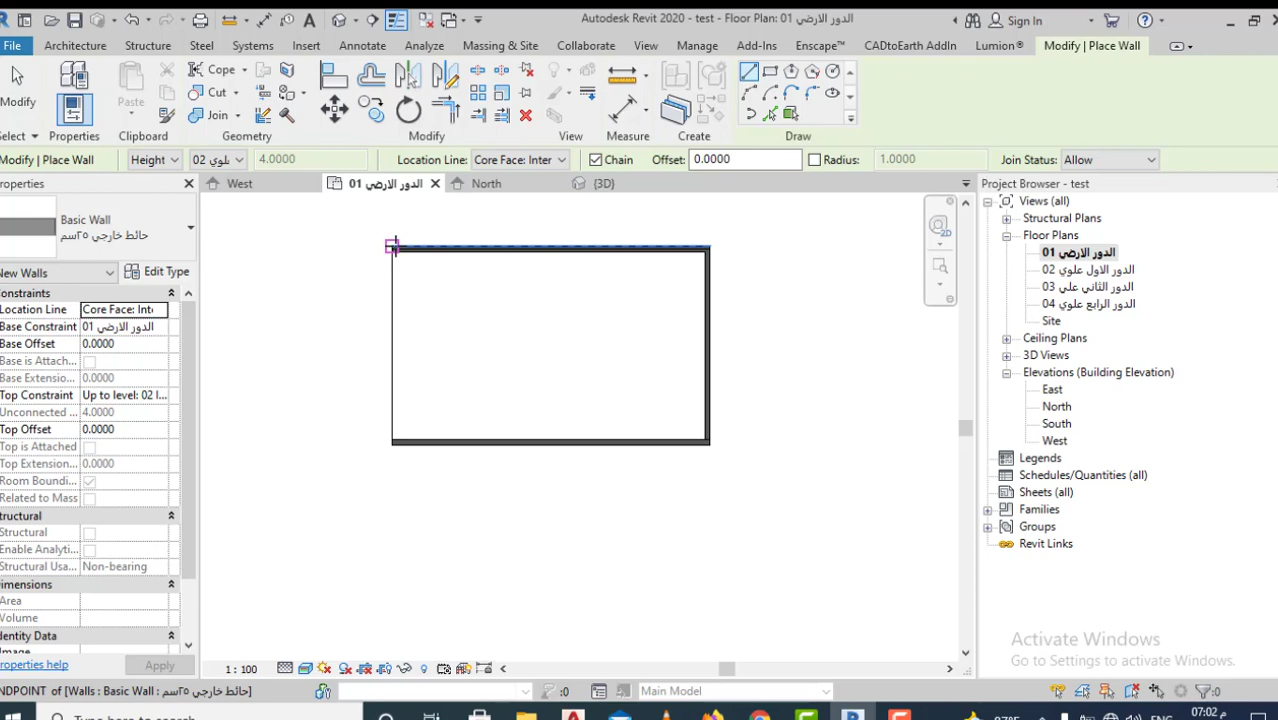 Autodesk Revit 2020 - test - Floor Plan: 01 الدور الارضي
Sign In
File
Architecture
Structure
Steel
Systems
Insert
Annotate
Analyze
Massing & Site
Collaborate
View
Manage
Add-Ins
Enscape™
CADtoEarth AddIn
Lumion®
Modify | Place Wall
Modify
Paste
Cope
Cut
Join
Select
Properties
Clipboard
Geometry
Modify
View
Measure
Create
Draw
Modify | Place Wall
Height
02 علوي
4.0000
Location Line:
Core Face: Inter
Chain
Offset:
0.0000
Radius:
1.0000
Join Status:
Allow
roperties
West
01 الدور الارضي
North
{3D}
Project Browser - test
Basic Wall
حائط خارجي ٢٥سم
New Walls
Edit Type
Constraints
Location Line
Core Face: Inte
Base Constraint
01 الدور الارضي
Base Offset
0.0000
Base is Attach...
Base Extensio...
0.0000
Top Constraint
Up to level: 02 l...
Unconnected ...
4.0000
Top Offset
0.0000
Top is Attached
Top Extension...
0.0000
Room Boundi...
Related to Mass
tructural
Structural
Enable Analyti...
Structural Usa...
Non-bearing
Dimensions
Area
Volume
dentity Data
Image
roperties help
Apply
2D
Views (all)
Structural Plans
Floor Plans
01 الدور الارضي
02 الدور الاول علوي
03 الدور الثاني علي
04 الدور الرابع علوي
Site
Ceiling Plans
3D Views
Elevations (Building Elevation)
East
North
South
West
Legends
Schedules/Quantities (all)
Sheets (all)
Families
Groups
Revit Links
Activate Windows
Go to Settings to activate Windows.
1 : 100
NDPOINT of [Walls : Basic Wall : حائط خارجي ٢٥سم]
:0
Main Model
:0
Type here to search
ENG
07:02 م